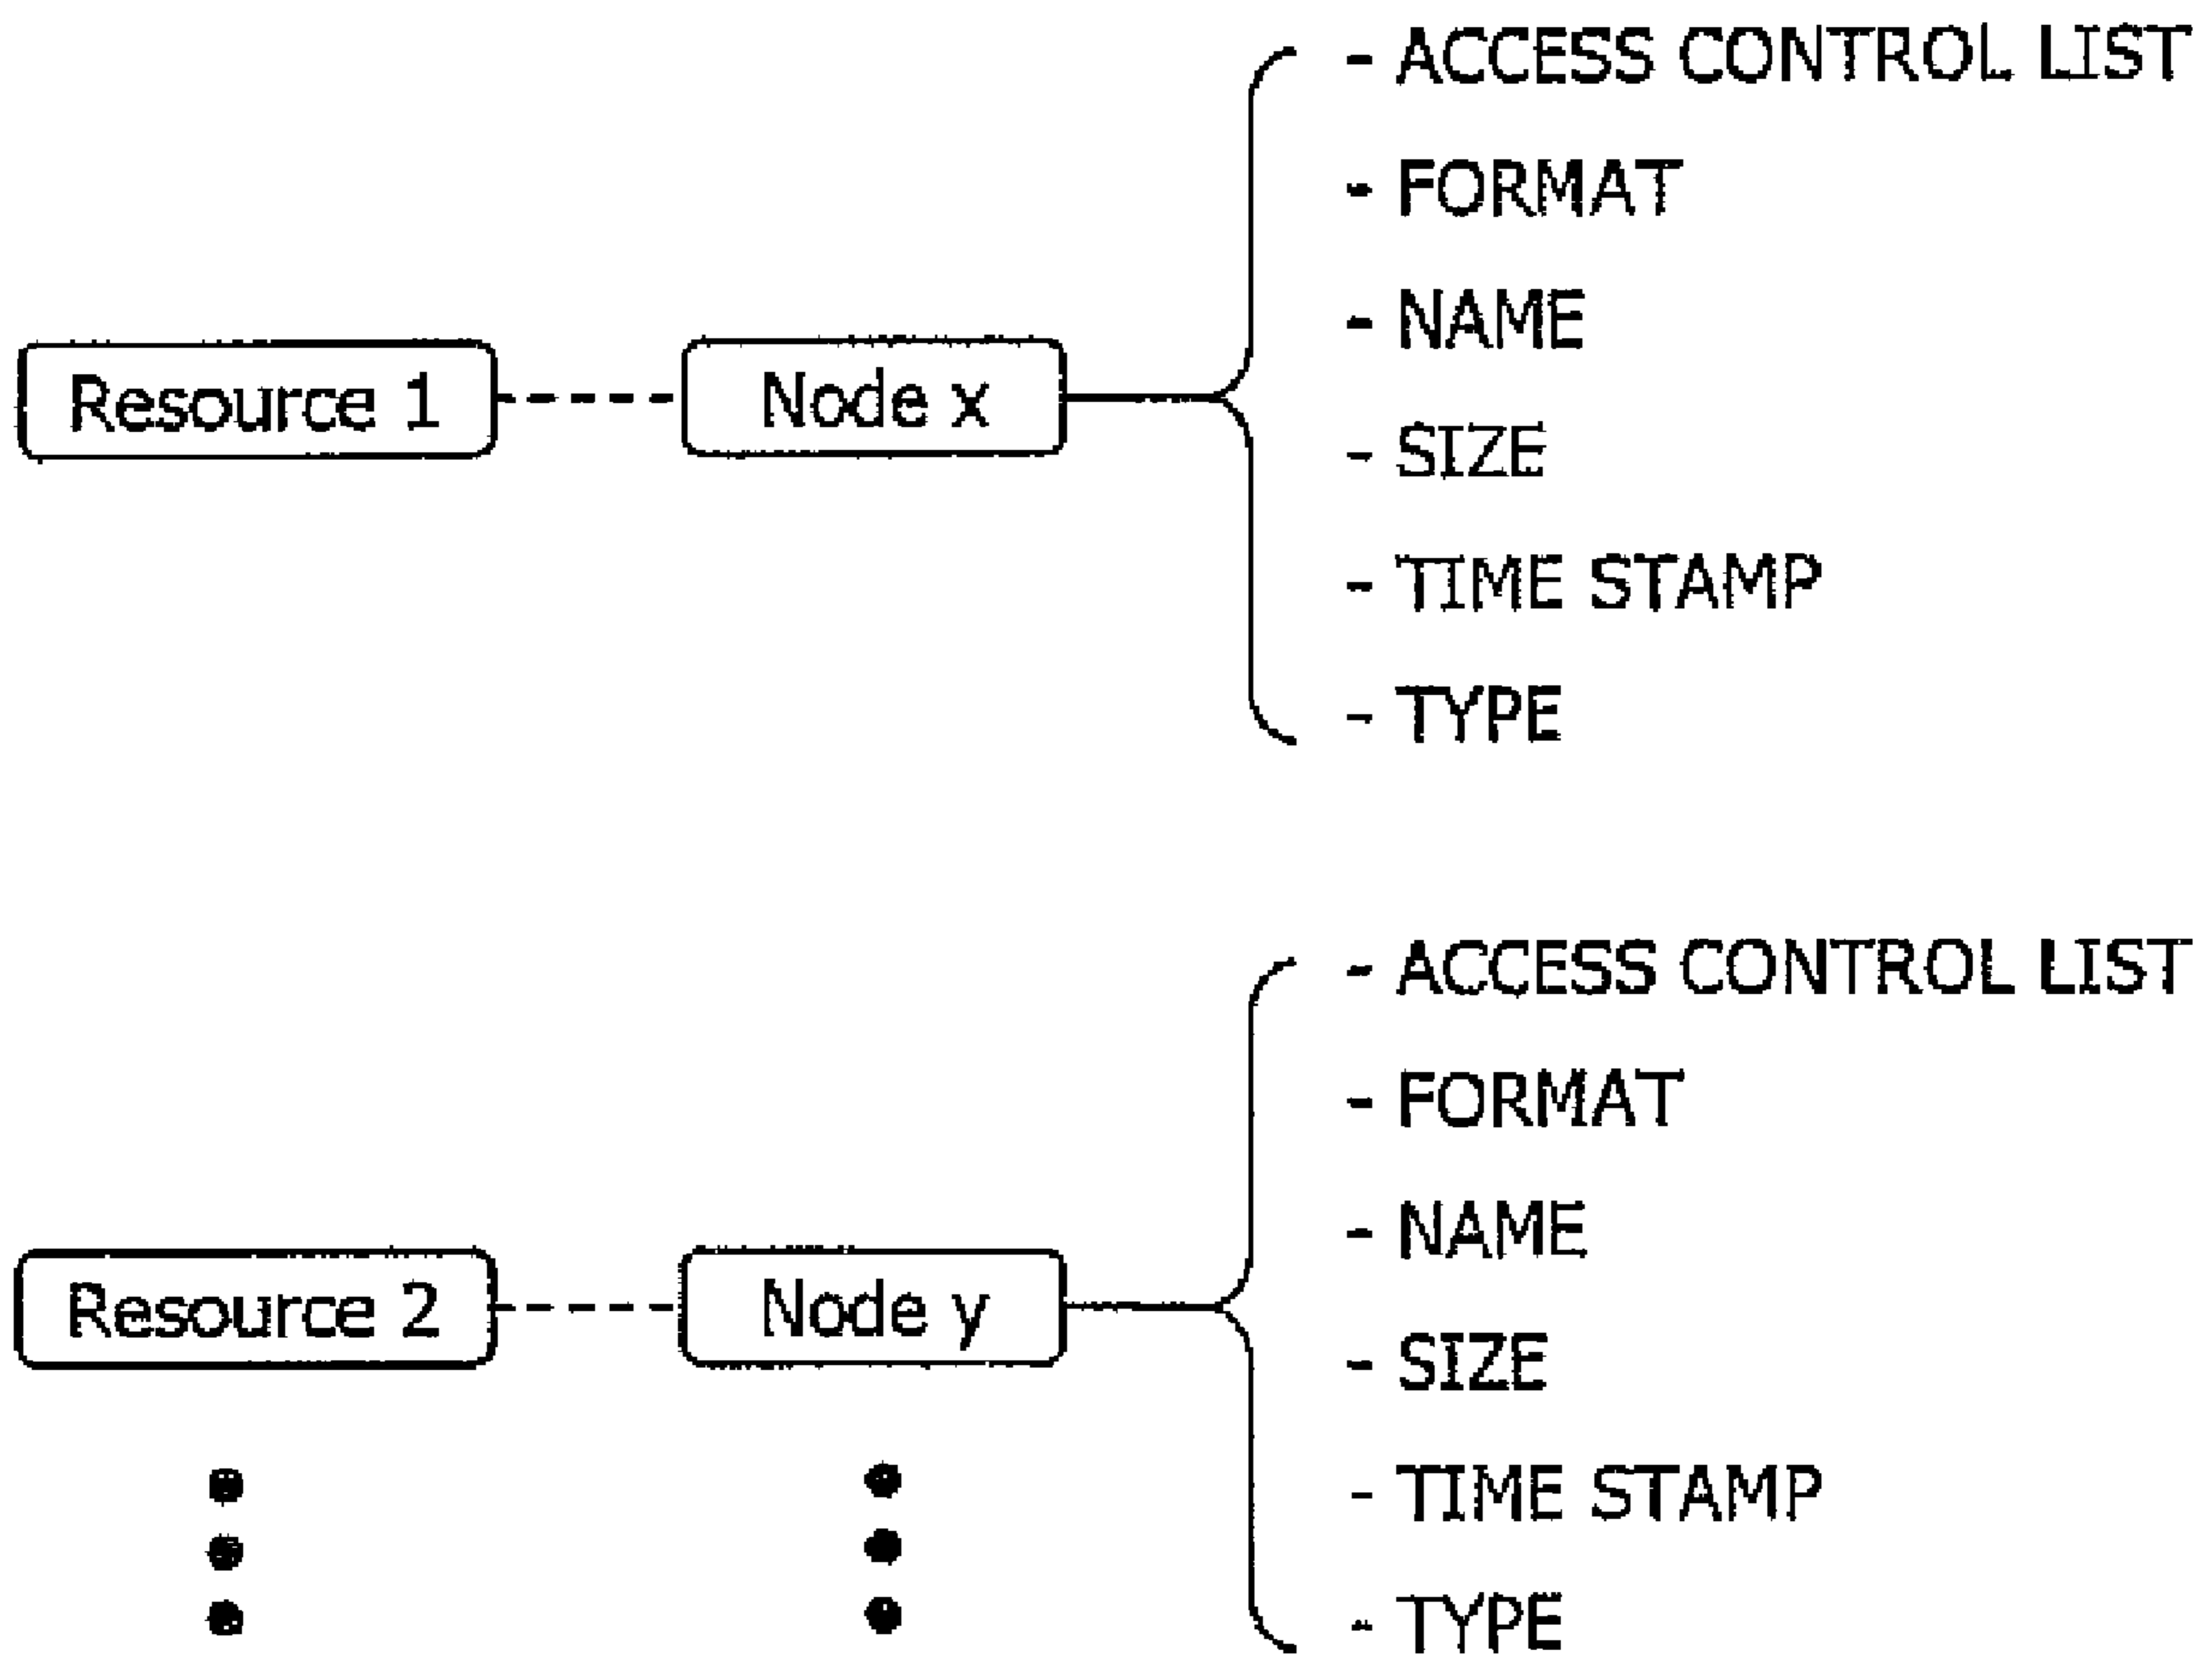 - ACCESS CONTROL LIST
- FORMAT
- NAME
Resource 1 Node x
- SIZE
- TIME STAMP
- TYPE
- ACCESS CONTROL LIST
- FORMAT
- NAME
Resource 2 Node y
- SIZE
- TIME STAMP
- TYPE